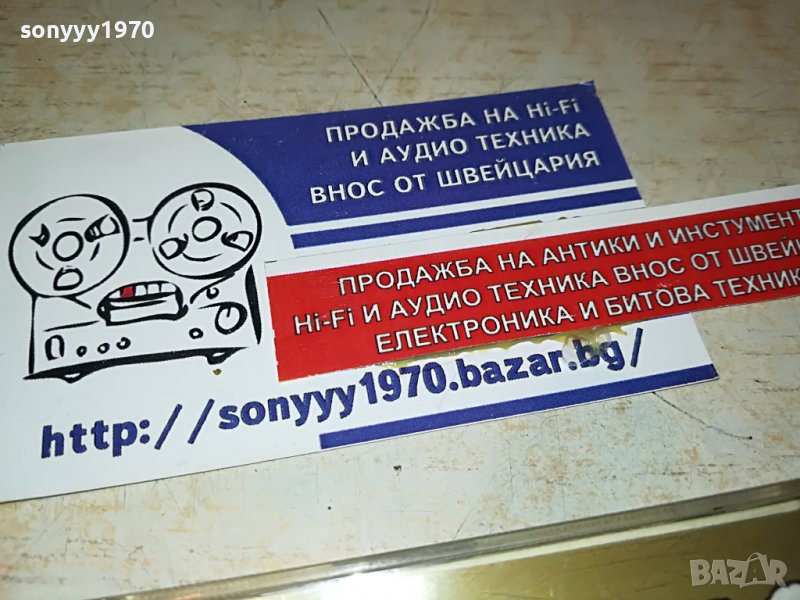 sonyyy1970
ПРОДАЖБА НА Hi-Fi
И АУДИО ТЕХНИКА
ВНОС ОТ ШВЕЙЦАРИЯ
ПРОДАЖБА НА АНТИКИ И ИНСТУМЕНТ
Hi-Fi И АУДИО ТЕХНИКА ВНОС ОТ ШВЕЙ
ЕЛЕКТРОНИКА И БИТОВА ТЕХНИК
http://sonyyy1970.bazar.bg/
BAZAR